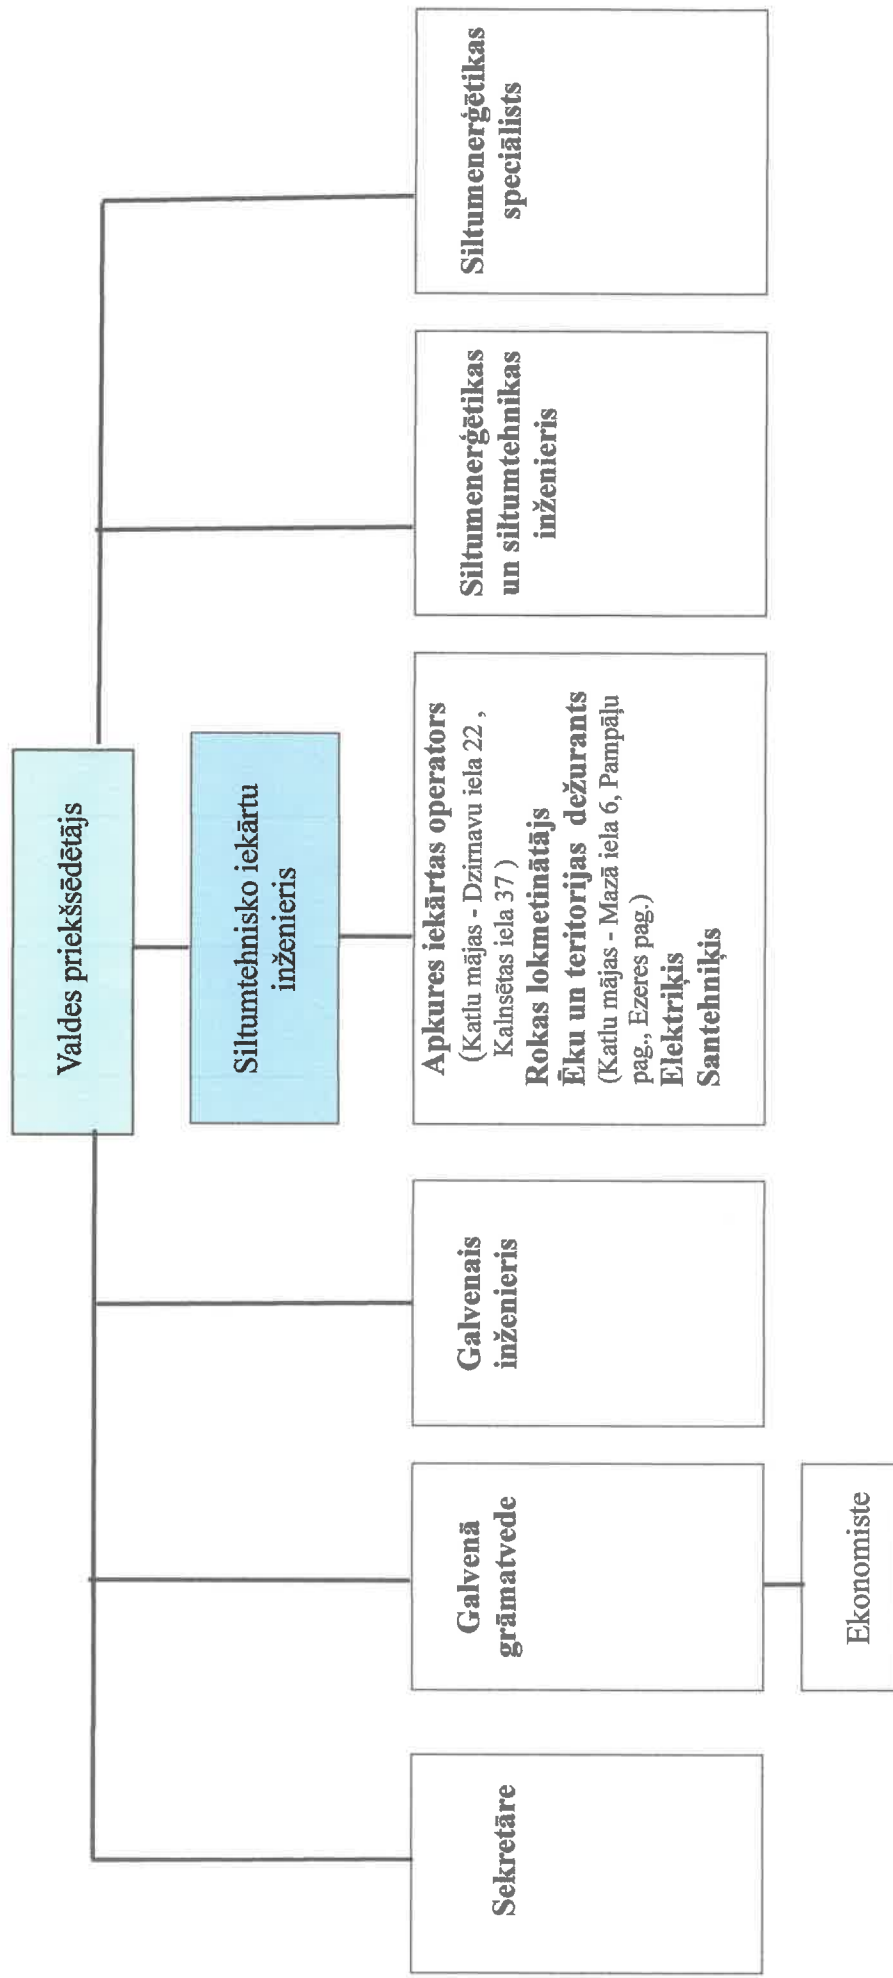 Valdes priekšsēdētājs
Siltumtehnisko iekārtu
inženieris
Sekretāre
Galvenā
grāmatvede
Galvenais
inženieris
Apkures iekārtas operators
(Katlu mājas - Dzirnavu iela 22 ,
Kalnsētas iela 37 )
Rokas lokmetinātājs
Ēku un teritorijas dežurants
(Katlu mājas - Mazā iela 6, Pampāļu
pag., Ezeres pag.)
Elektriķis
Santehniķis
Siltumenerģētikas
un siltumtehnikas
inženieris
Siltumenerģētikas
speciālists
Ekonomiste